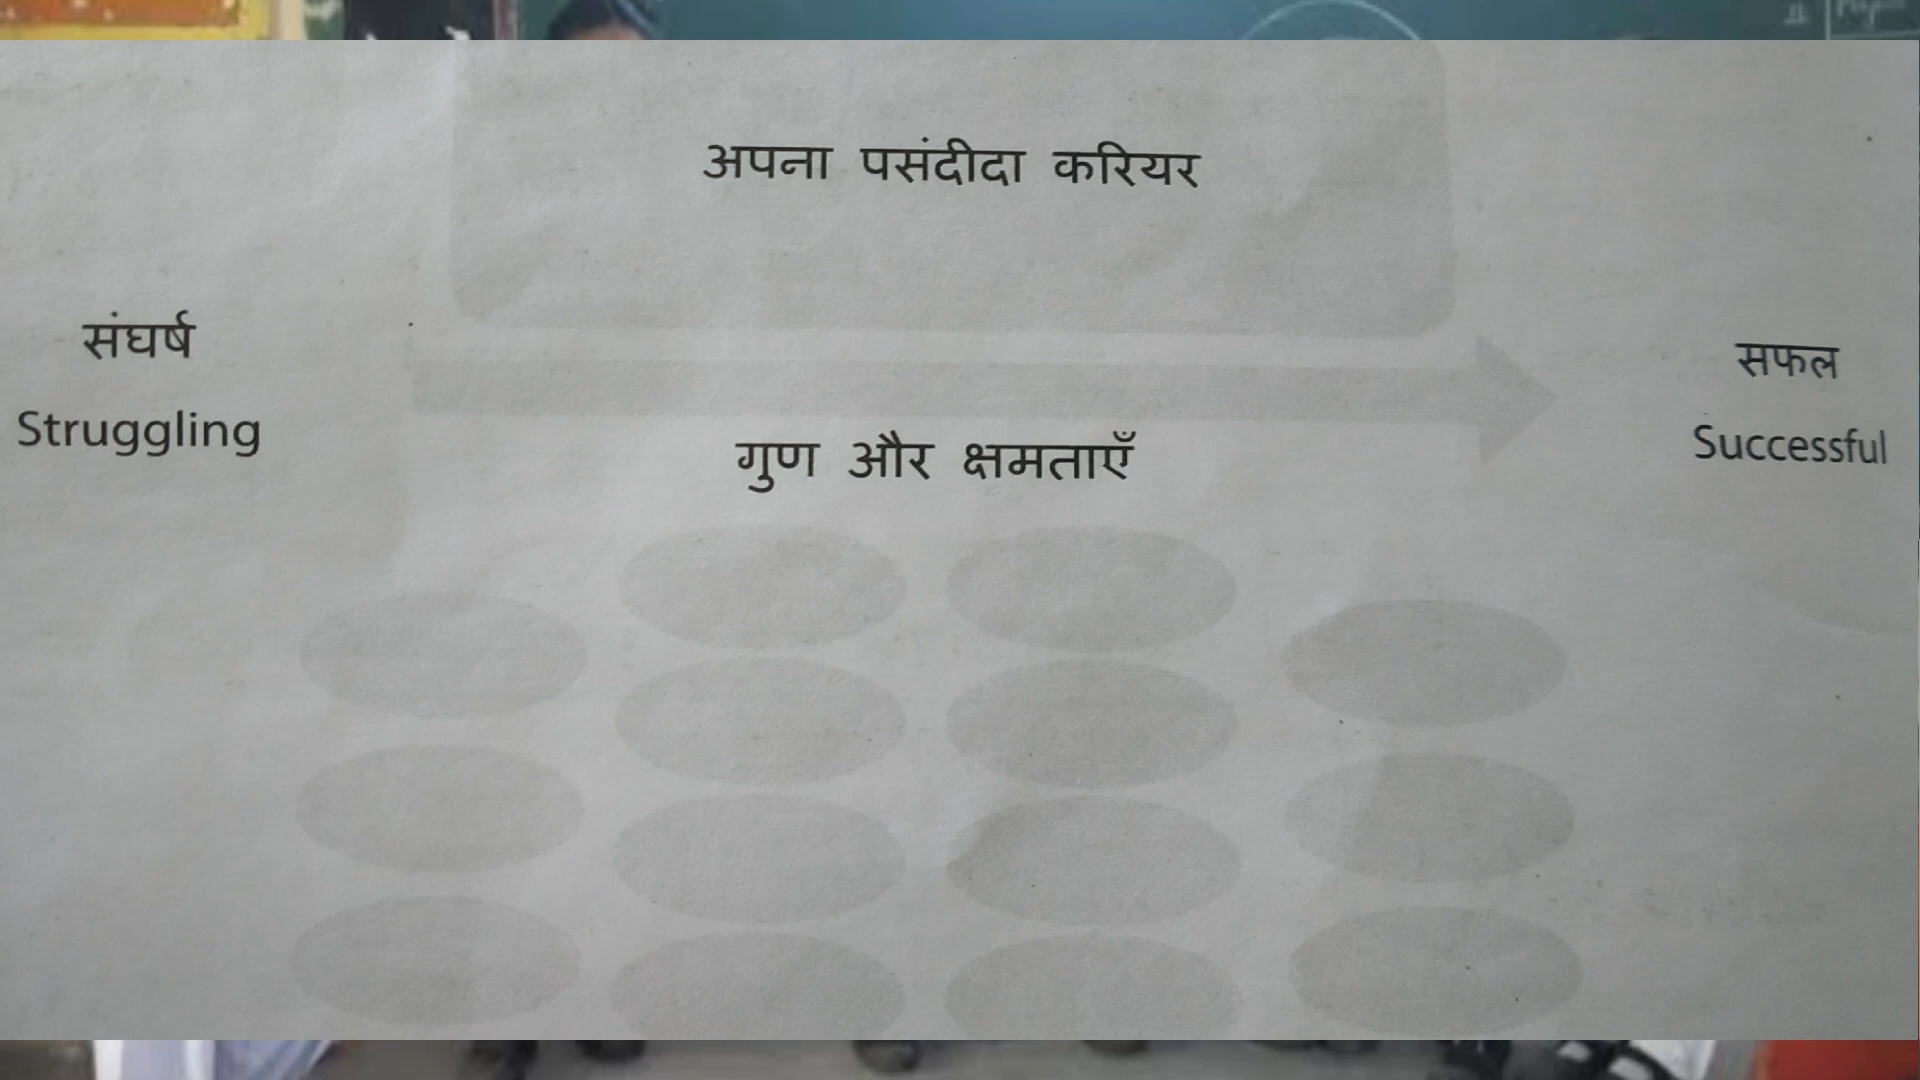 अपना पसंदीदा करियर
संघर्ष
Struggling
सफल
Successful
गुण और क्षमताएँ